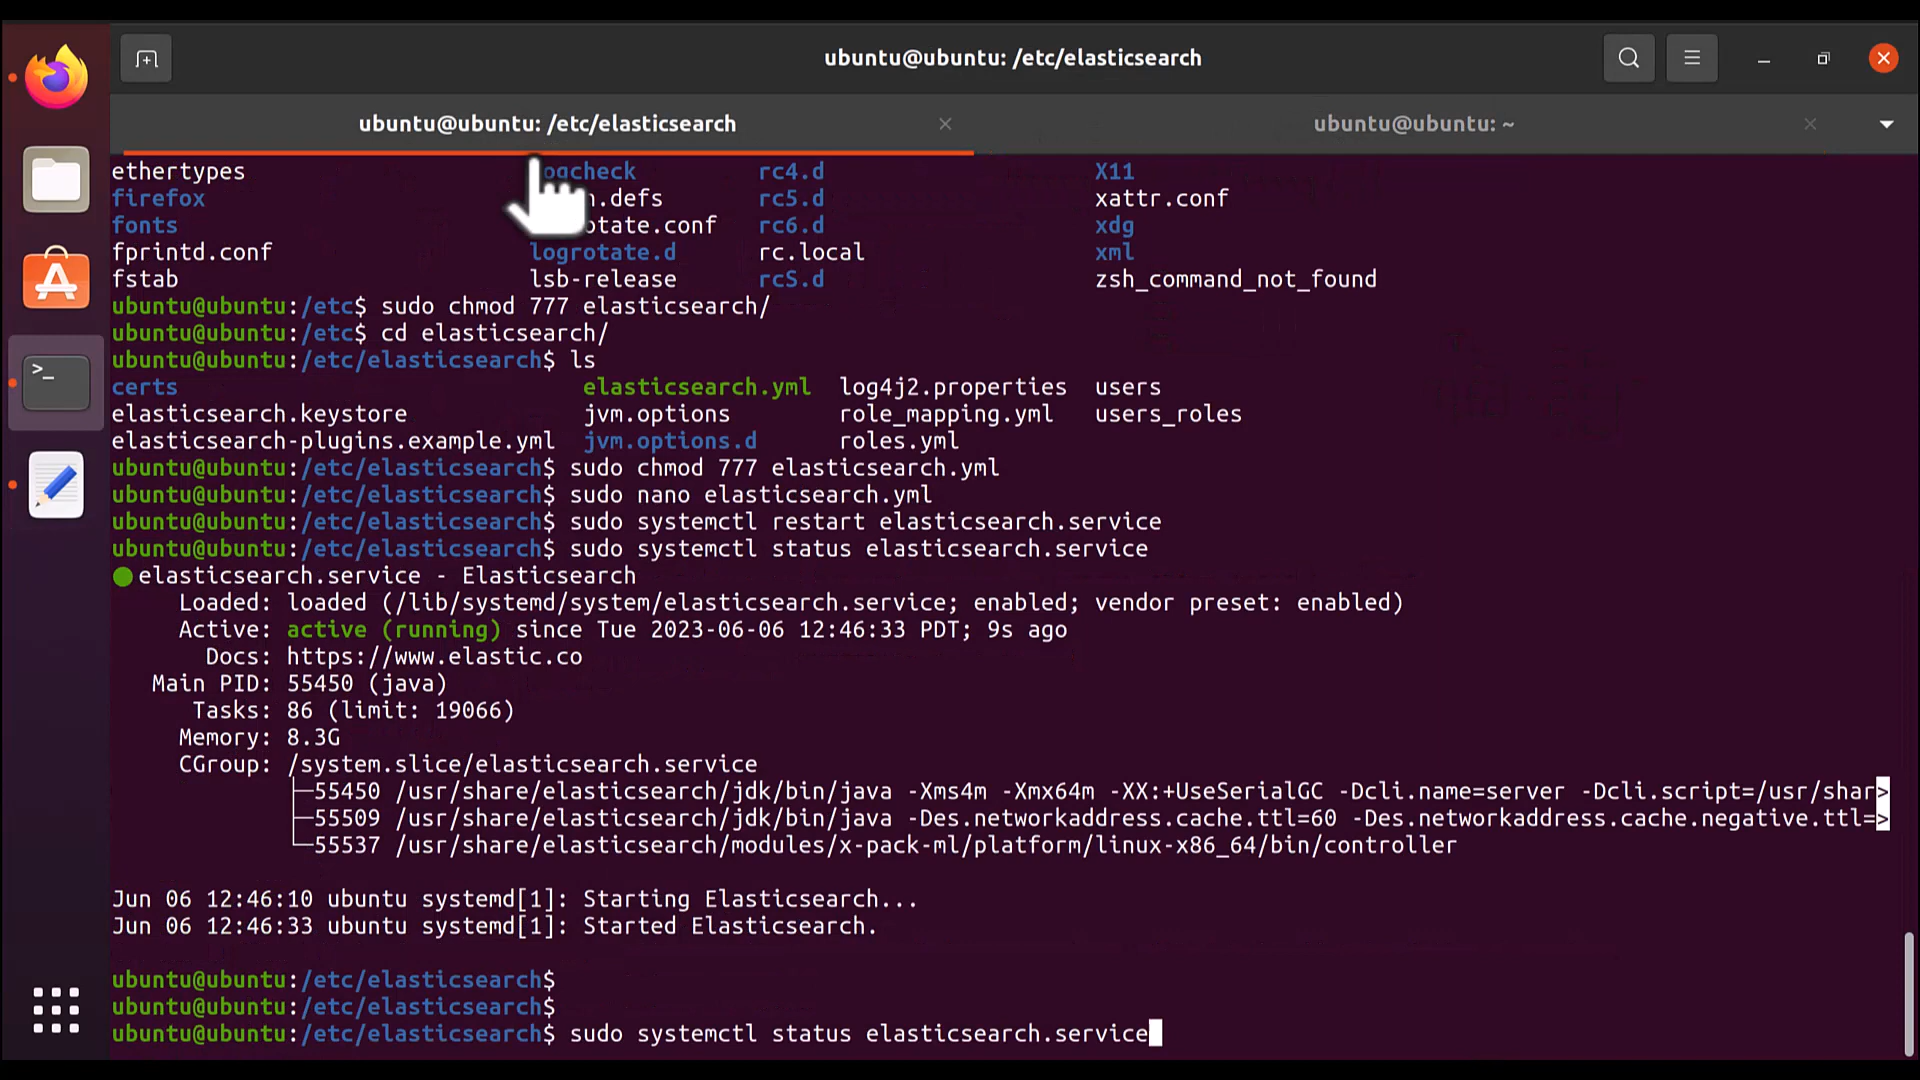 ubuntu@ubuntu: /etc/elasticsearch
ubuntu@ubuntu: /etc/elasticsearch ubuntu@ubuntu: ~
ethertypes logcheck rc4.d X11
firefox n.defs rc5.d xattr.conf
fonts otate.conf rc6.d xdg
fprintd.conf logrotate.d rc.local xml
fstab lsb-release rcS.d zsh_command_not_found
ubuntu@ubuntu:/etc$ sudo chmod 777 elasticsearch/
ubuntu@ubuntu:/etc$ cd elasticsearch/
ubuntu@ubuntu:/etc/elasticsearch$ ls
certs elasticsearch.yml log4j2.properties users
elasticsearch.keystore jvm.options role_mapping.yml users_roles
elasticsearch-plugins.example.yml jvm.options.d roles.yml
ubuntu@ubuntu:/etc/elasticsearch$ sudo chmod 777 elasticsearch.yml
ubuntu@ubuntu:/etc/elasticsearch$ sudo nano elasticsearch.yml
ubuntu@ubuntu:/etc/elasticsearch$ sudo systemctl restart elasticsearch.service
ubuntu@ubuntu:/etc/elasticsearch$ sudo systemctl status elasticsearch.service
● elasticsearch.service - Elasticsearch
Loaded: loaded (/lib/systemd/system/elasticsearch.service; enabled; vendor preset: enabled)
Active: active (running) since Tue 2023-06-06 12:46:33 PDT; 9s ago
Docs: https://www.elastic.co
Main PID: 55450 (java)
Tasks: 86 (limit: 19066)
Memory: 8.3G
CGroup: /system.slice/elasticsearch.service
├─55450 /usr/share/elasticsearch/jdk/bin/java -Xms4m -Xmx64m -XX:+UseSerialGC -Dcli.name=server -Dcli.script=/usr/shar>
├─55509 /usr/share/elasticsearch/jdk/bin/java -Des.networkaddress.cache.ttl=60 -Des.networkaddress.cache.negative.ttl=>
└─55537 /usr/share/elasticsearch/modules/x-pack-ml/platform/linux-x86_64/bin/controller
Jun 06 12:46:10 ubuntu systemd[1]: Starting Elasticsearch...
Jun 06 12:46:33 ubuntu systemd[1]: Started Elasticsearch.
ubuntu@ubuntu:/etc/elasticsearch$
ubuntu@ubuntu:/etc/elasticsearch$
ubuntu@ubuntu:/etc/elasticsearch$ sudo systemctl status elasticsearch.service